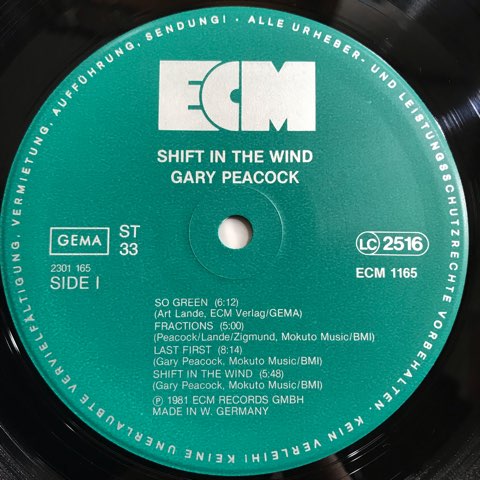 ECM
SHIFT IN THE WIND
GARY PEACOCK
GEMA
ST
33
LC 2516
2301 165
SIDE I
ECM 1165
SO GREEN (6:12)
(Art Lande, ECM Verlag/GEMA)
FRACTIONS (5:00)
(Peacock/Lande/Zigmund, Mokuto Music/BMI)
LAST FIRST (8:14)
(Gary Peacock, Mokuto Music/BMI)
SHIFT IN THE WIND (5:48)
(Gary Peacock, Mokuto Music/BMI)
Ⓟ 1981 ECM RECORDS GMBH
MADE IN W. GERMANY
ALLE URHEBER- UND LEISTUNGSSCHUTZRECHTE VORBEHALTEN. KEIN VERLEIH! KEINE UNERLAUBTE VERVIELFÄLTIGUNG, VERMIETUNG, AUFFÜHRUNG, SENDUNG! -